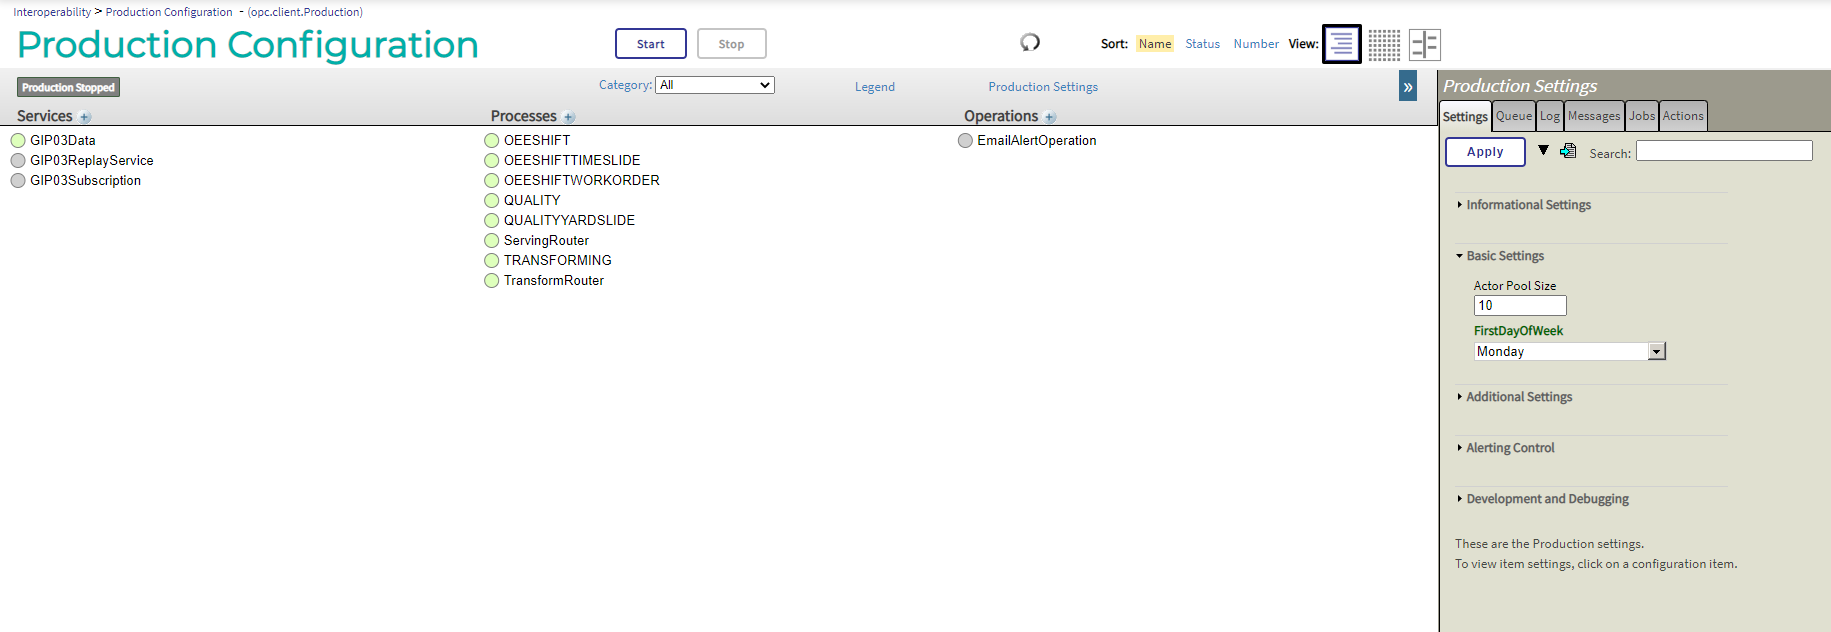 Interoperability > Production Configuration - (opc.client.Production)
Production Configuration
Start
Stop
Sort: Name Status Number View:
Production Stopped
Category: All
Legend
Production Settings
»
Services
GIP03Data
GIP03ReplayService
GIP03Subscription
Processes
OEESHIFT
OEESHIFTTIMESLIDE
OEESHIFTWORKORDER
QUALITY
QUALITYYARDSLIDE
ServingRouter
TRANSFORMING
TransformRouter
Operations
EmailAlertOperation
Production Settings
Settings Queue Log Messages Jobs Actions
Apply
Search:
Informational Settings
Basic Settings
Actor Pool Size
10
FirstDayOfWeek
Monday
Additional Settings
Alerting Control
Development and Debugging
These are the Production settings.
To view item settings, click on a configuration item.